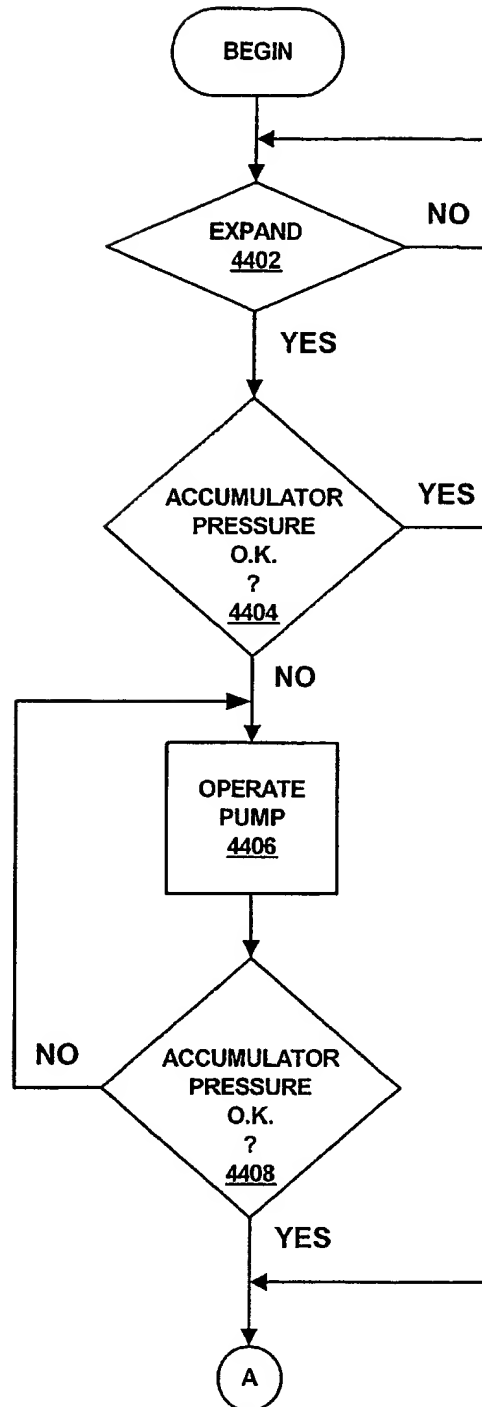 BEGIN
EXPAND
4402
NO
YES
ACCUMULATOR
PRESSURE
O.K.
?
4404
YES
NO
OPERATE
PUMP
4406
NO
ACCUMULATOR
PRESSURE
O.K.
?
4408
YES
A